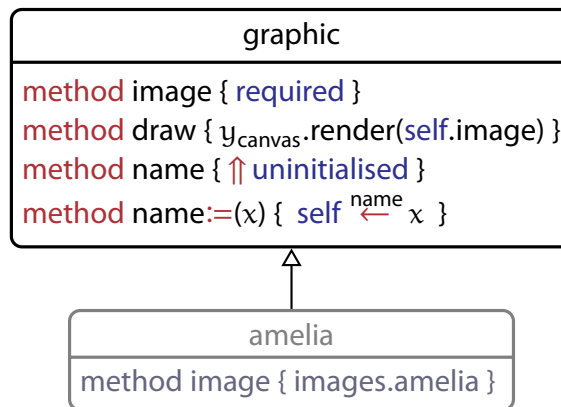 graphic
method image { required }
method draw { y_canvas.render(self.image) }
method name { ⇑ uninitialised }
method name:=(x) { self ←^name x }
amelia
method image { images.amelia }